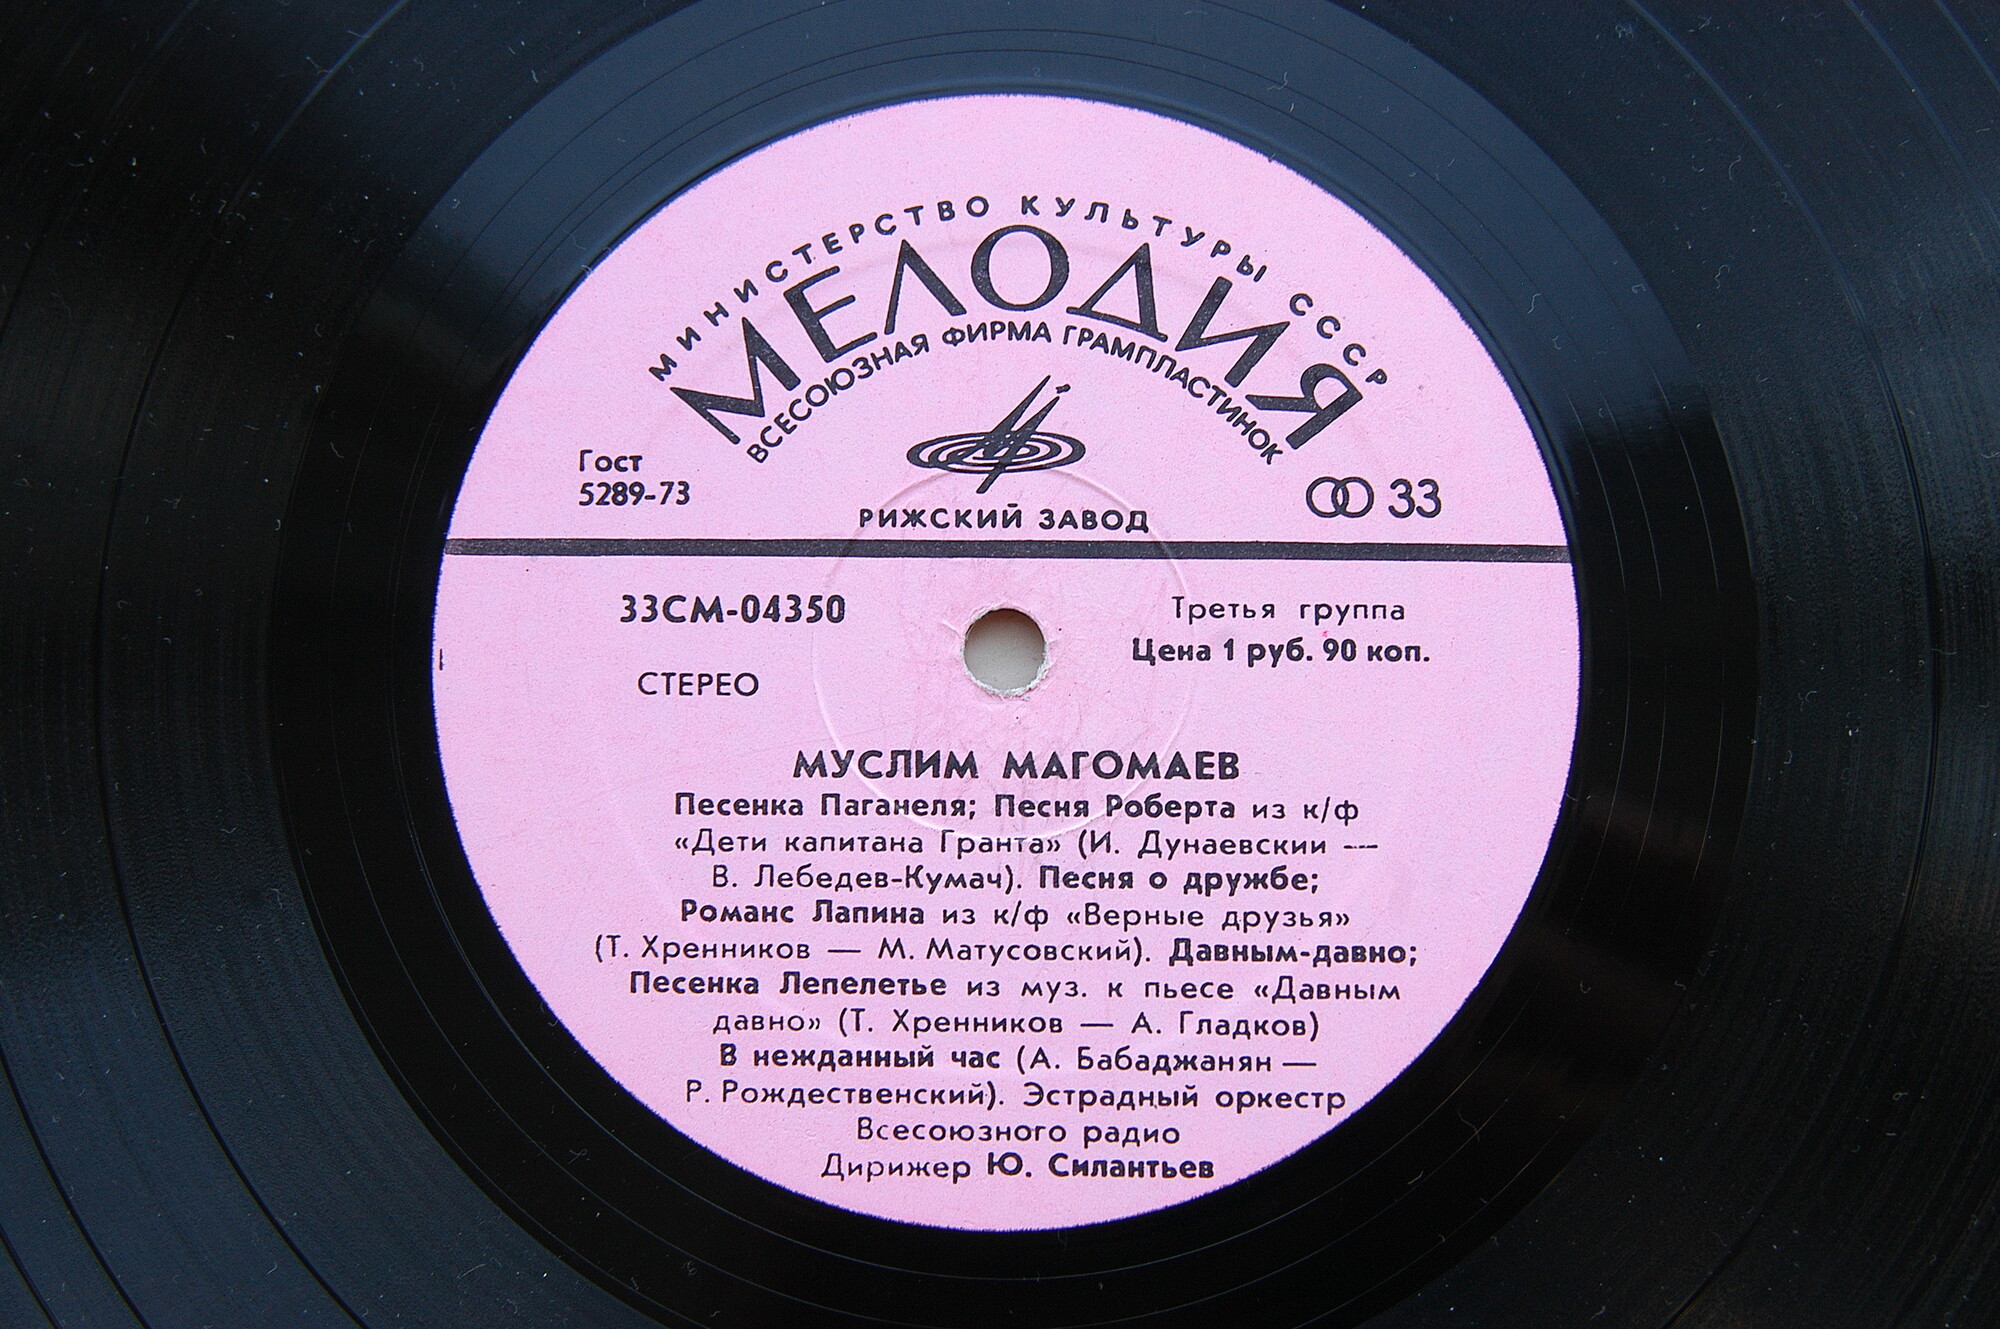 МИНИСТЕРСТВО КУЛЬТУРЫ СССР
МЕЛОДИЯ
ВСЕСОЮЗНАЯ ФИРМА ГРАМПЛАСТИНОК
Гост
5289-73
33
РИЖСКИЙ ЗАВОД
33СМ-04350
Третья группа
Цена 1 руб. 90 коп.
СТЕРЕО
МУСЛИМ МАГОМАЕВ
Песенка Паганеля; Песня Роберта из к/ф
«Дети капитана Гранта» (И. Дунаевскии —
В. Лебедев-Кумач). Песня о дружбе;
Романс Лапина из к/ф «Верные друзья»
(Т. Хренников — М. Матусовский). Давным-давно;
Песенка Лепелетье из муз. к пьесе «Давным
давно» (Т. Хренников — А. Гладков)
В нежданный час (А. Бабаджанян —
Р. Рождественский). Эстрадный оркестр
Всесоюзного радио
Дирижер Ю. Силантьев